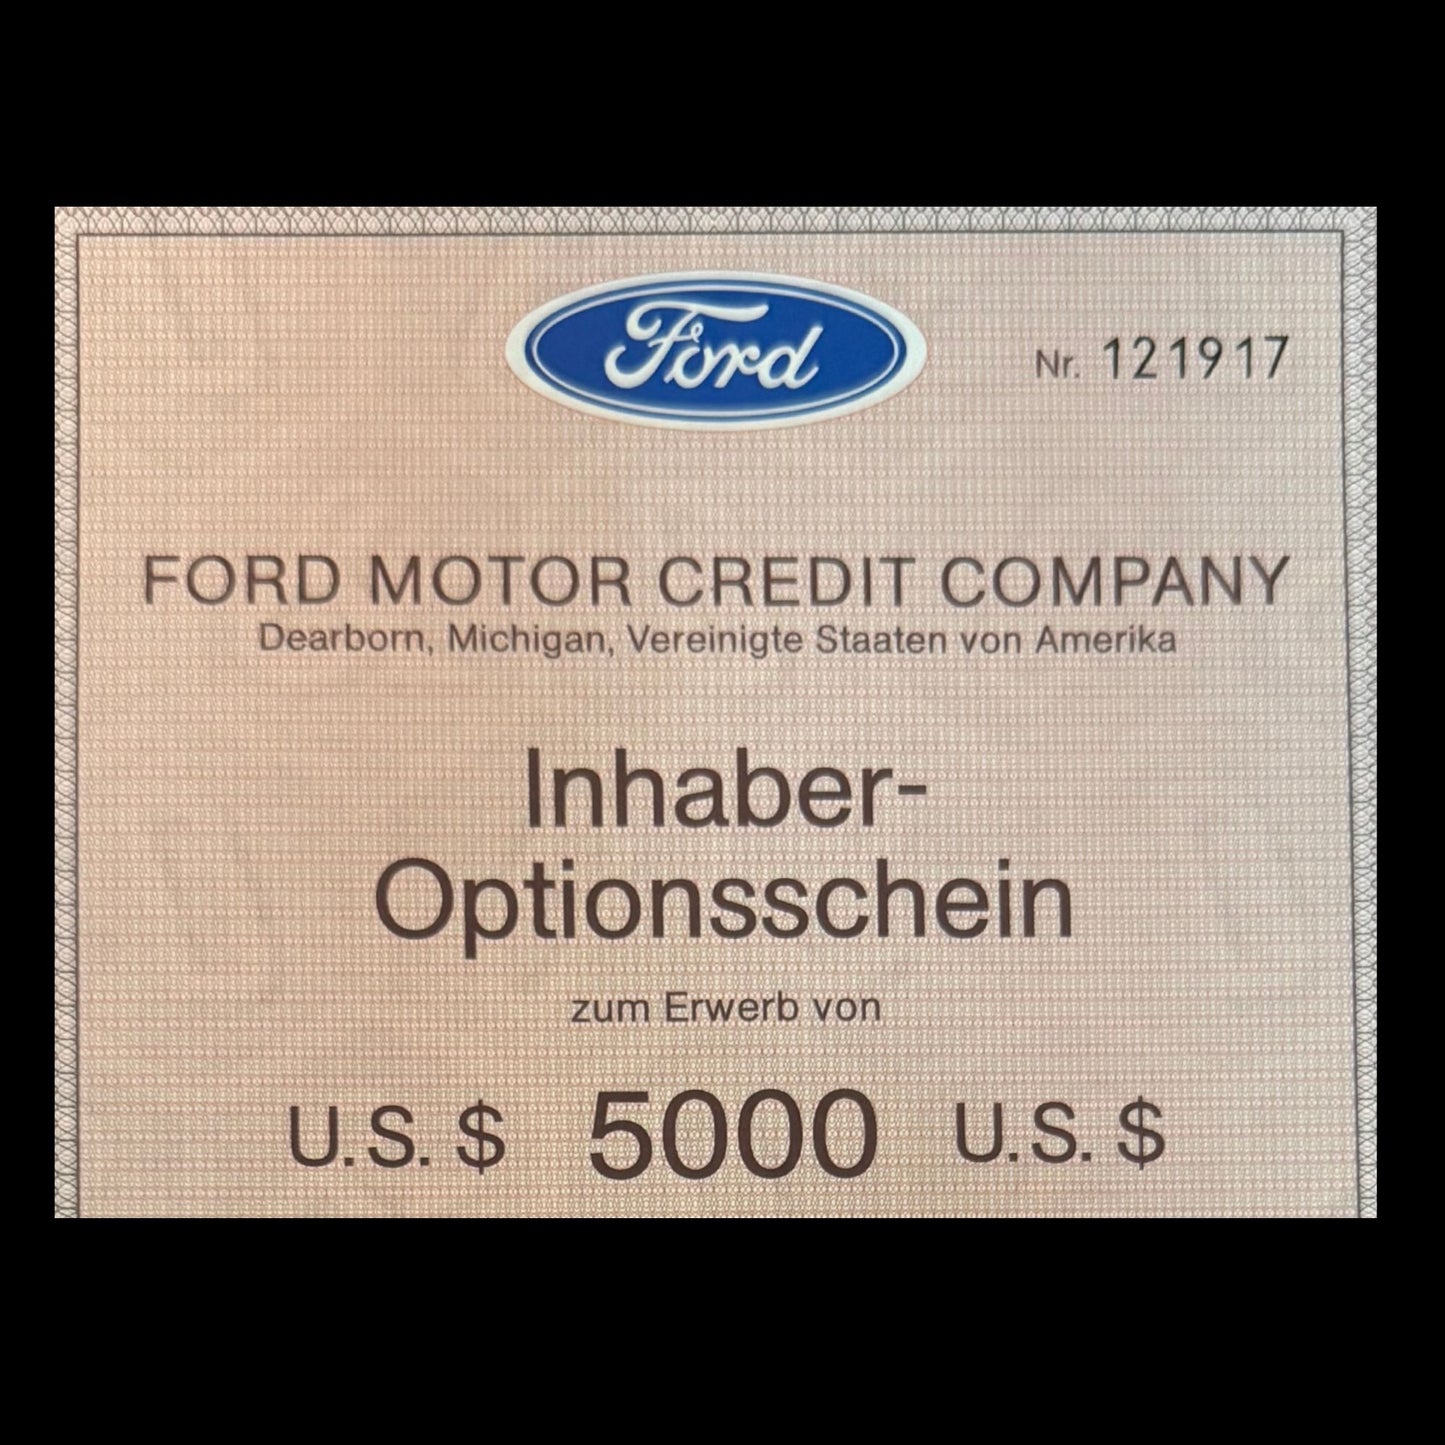 Ford
Nr. 121917
FORD MOTOR CREDIT COMPANY
Dearborn, Michigan, Vereinigte Staaten von Amerika
Inhaber-
Optionsschein
zum Erwerb von
U.S. $ 5000 U.S. $